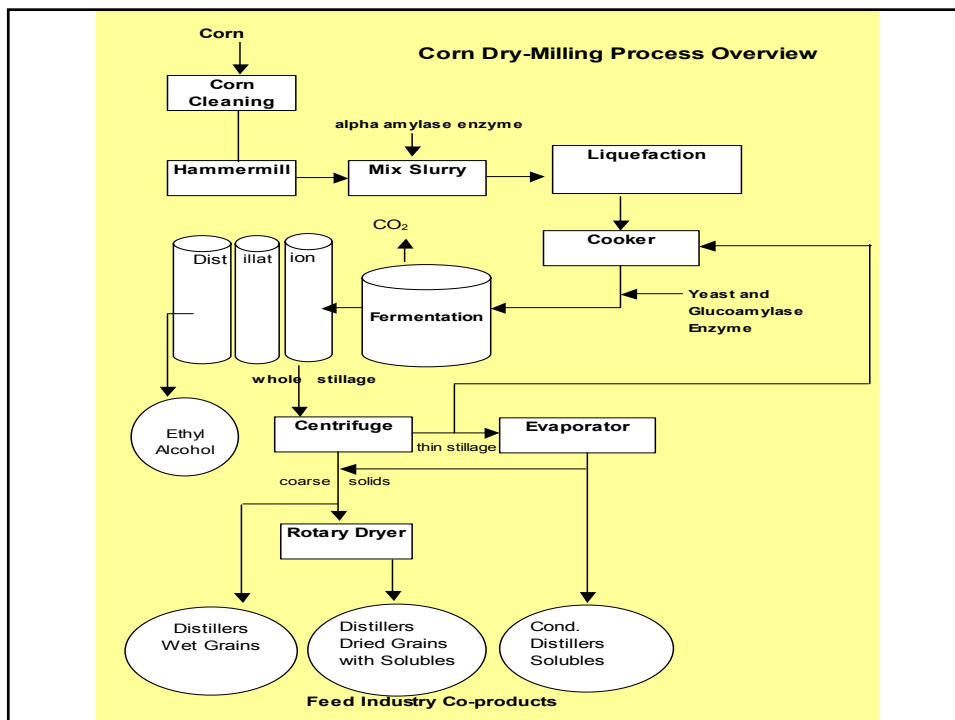 Corn
Corn Dry-Milling Process Overview
Corn
Cleaning
alpha amylase enzyme
Hammermill
Mix Slurry
Liquefaction
CO₂
Cooker
Dist illat ion
Yeast and
Glucoamylase
Enzyme
Fermentation
whole stillage
Ethyl
Alcohol
Centrifuge
thin stillage
Evaporator
coarse solids
Rotary Dryer
Distillers
Wet Grains
Distillers
Dried Grains
with Solubles
Cond.
Distillers
Solubles
Feed Industry Co-products